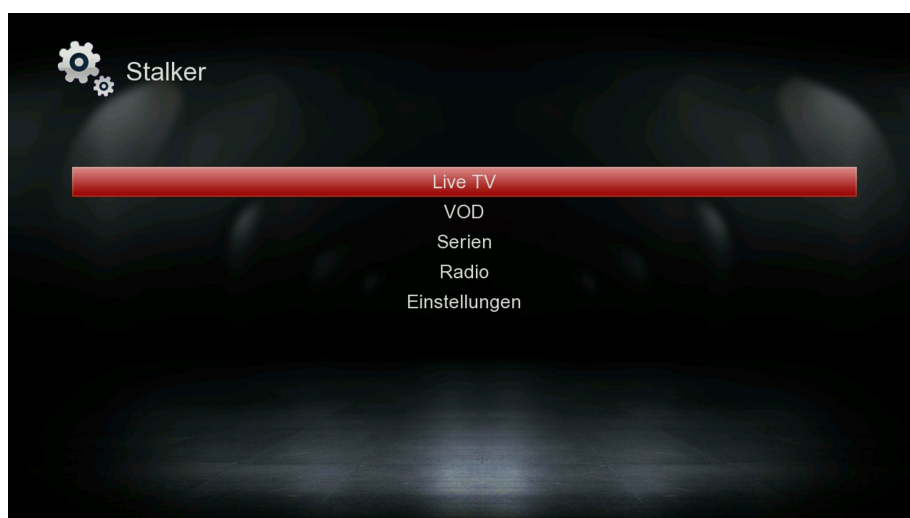 Stalker
Live TV
VOD
Serien
Radio
Einstellungen